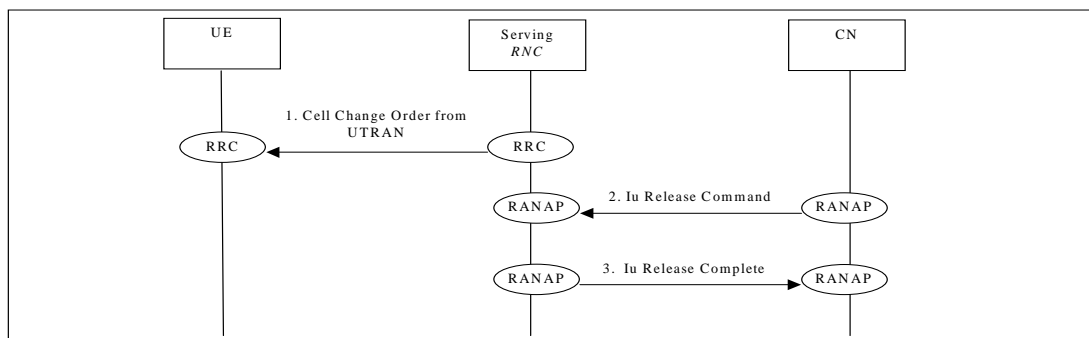 UE
Serving
RNC
CN
1. Cell Change Order from
UTRAN
RRC
RRC
2. Iu Release Command
RANAP
RANAP
3. Iu Release Complete
RANAP
RANAP